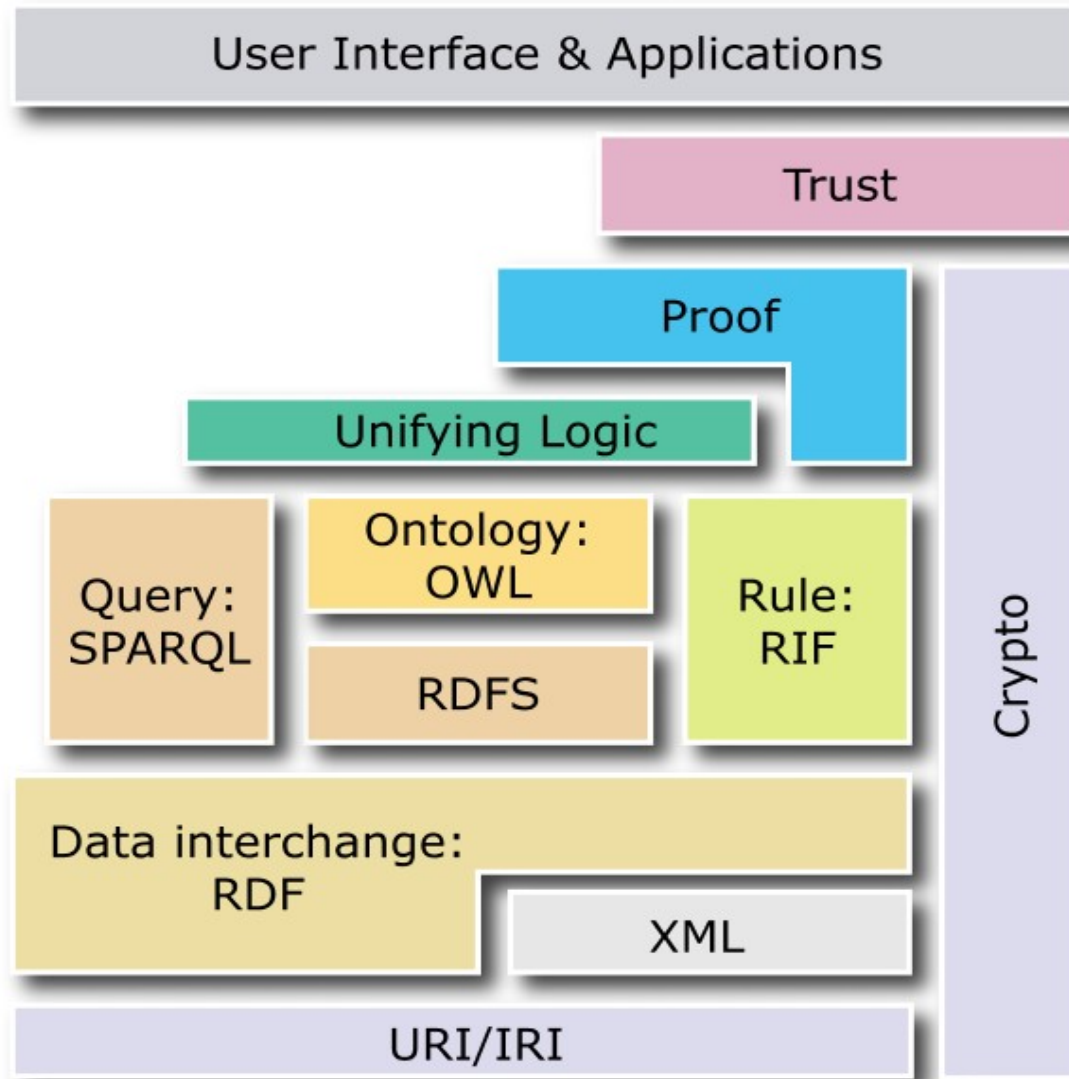 User Interface & Applications
Trust
Proof
Unifying Logic
Query:
SPARQL
Ontology:
OWL
RDFS
Rule:
RIF
Crypto
Data interchange:
RDF
XML
URI/IRI